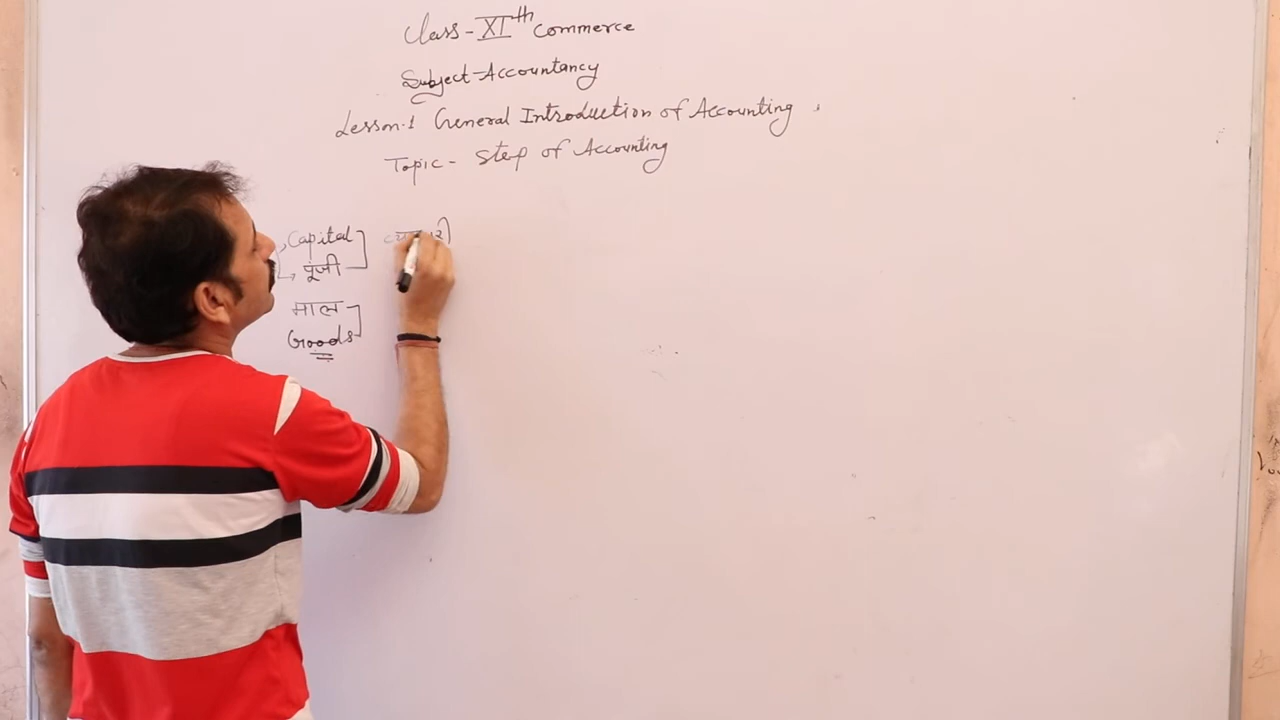 Class - XIth Commerce
Subject - Accountancy
Lesson.1 General Introduction of Accounting
Topic - Step of Accounting
Capital
पूंजी
माल
Goods